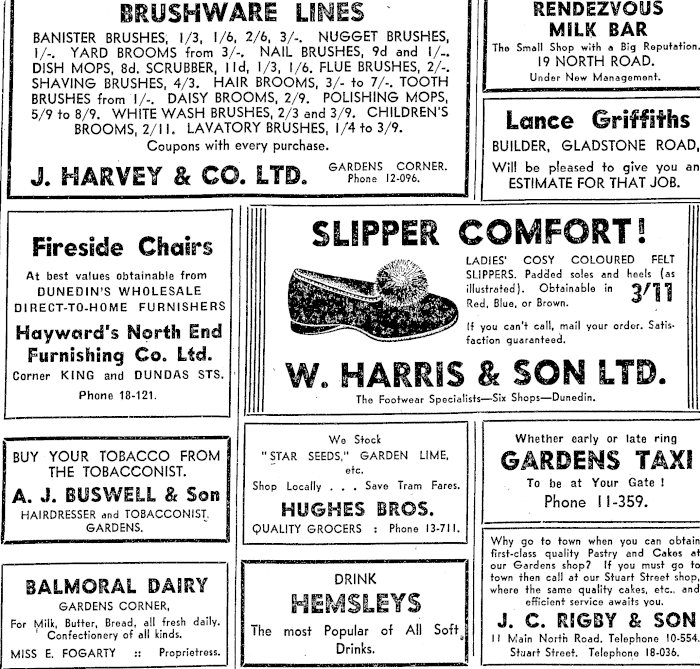 BRUSHWARE LINES
BANISTER BRUSHES, 1/3, 1/6, 2/6, 3/-. NUGGET BRUSHES,
1/-. YARD BROOMS from 3/-. NAIL BRUSHES, 9d and 1/-.
DISH MOPS, 8d. SCRUBBER, 11d, 1/3, 1/6. FLUE BRUSHES, 2/-.
SHAVING BRUSHES, 4/3. HAIR BROOMS, 3/- to 7/-. TOOTH
BRUSHES from 1/-. DAISY BROOMS, 2/9. POLISHING MOPS,
5/9 to 8/9. WHITE WASH BRUSHES, 2/3 and 3/9. CHILDREN'S
BROOMS, 2/11. LAVATORY BRUSHES, 1/4 to 3/9.
Coupons with every purchase.
J. HARVEY & CO. LTD.
GARDENS CORNER.
Phone 12-096.
RENDEZVOUS
MILK BAR
The Small Shop with a Big Reputation.
19 NORTH ROAD.
Under New Management.
Lance Griffiths
BUILDER, GLADSTONE ROAD,
Will be pleased to give you an
ESTIMATE FOR THAT JOB.
Fireside Chairs
At best values obtainable from
DUNEDIN'S WHOLESALE
DIRECT-TO-HOME FURNISHERS
Hayward's North End
Furnishing Co. Ltd.
Corner KING and DUNDAS STS.
Phone 18-121.
SLIPPER COMFORT!
LADIES' COSY COLOURED FELT
SLIPPERS. Padded soles and heels (as
illustrated). Obtainable in
Red, Blue, or Brown.
3'11
If you can't call, mail your order. Satis-
faction guaranteed.
W. HARRIS & SON LTD.
The Footwear Specialists—Six Shops—Dunedin.
BUY YOUR TOBACCO FROM
THE TOBACCONIST.
A. J. BUSWELL & Son
HAIRDRESSER and TOBACCONIST,
GARDENS.
We Stock
"STAR SEEDS," GARDEN LIME,
etc.
Shop Locally . . . Save Tram Fares.
HUGHES BROS.
QUALITY GROCERS : Phone 13-711.
Whether early or late ring
GARDENS TAXI
To be at Your Gate !
Phone 11-359.
BALMORAL DAIRY
GARDENS CORNER,
For Milk, Butter, Bread, all fresh daily.
Confectionery of all kinds.
MISS E. FOGARTY :: Proprietress.
DRINK
HEMSLEYS
The most Popular of All Soft
Drinks.
Why go to town when you can obtain
first-class quality Pastry and Cakes at
our Gardens shop? If you must go to
town then call at our Stuart Street shop,
where the same quality cakes, etc., and
efficient service awaits you.
J. C. RIGBY & SON
11 Main North Road. Telephone 10-554.
Stuart Street. Telephone 18-036.